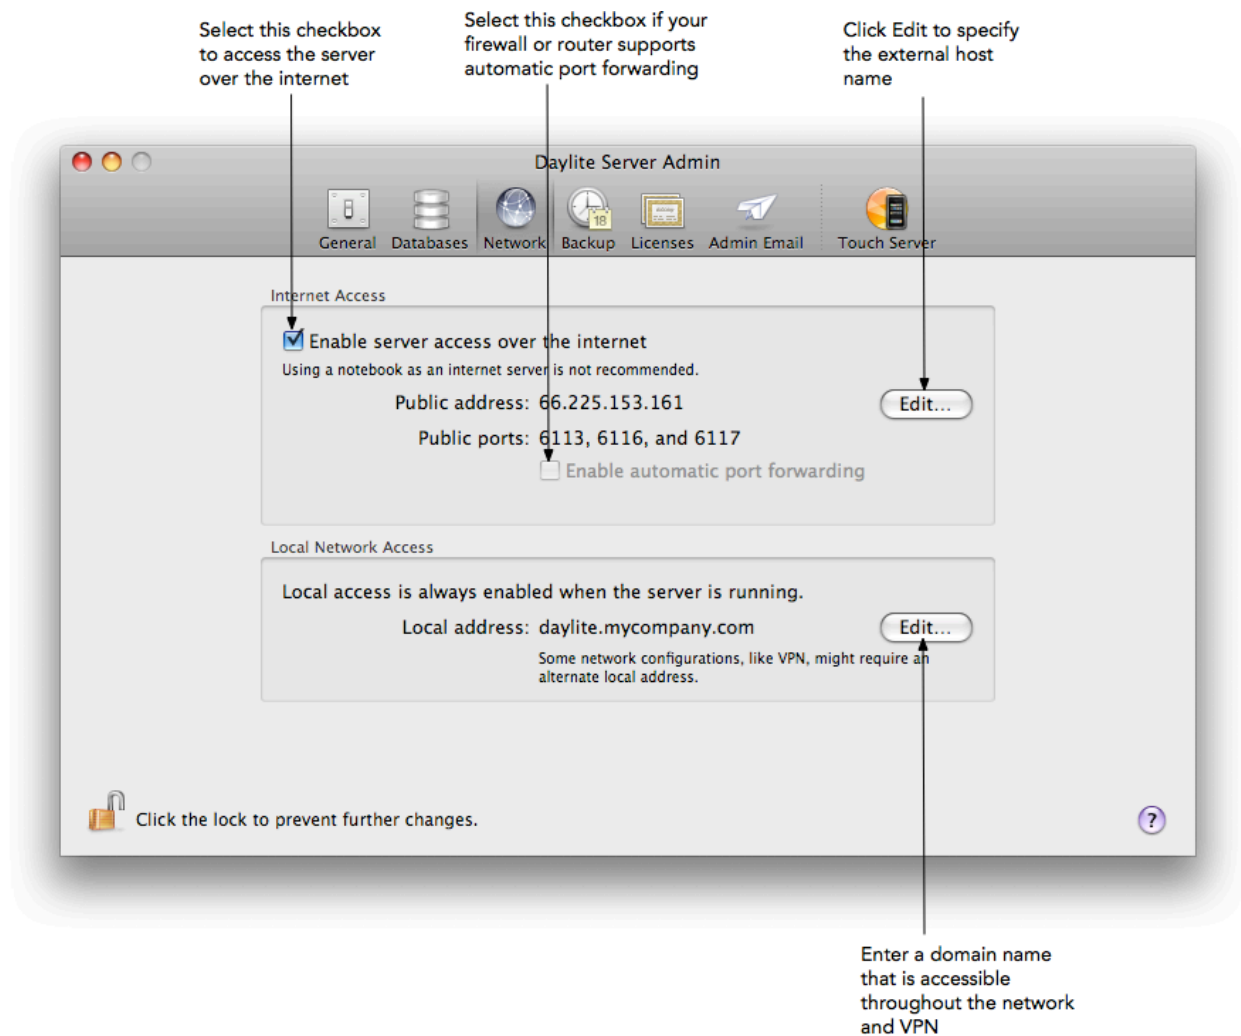 Select this checkbox
to access the server
over the internet
Select this checkbox if your
firewall or router supports
automatic port forwarding
Click Edit to specify
the external host
name
Daylite Server Admin
General Databases Network Backup Licenses Admin Email Touch Server
18
Internet Access
Enable server access over the internet
Using a notebook as an internet server is not recommended.
Public address: 66.225.153.161
Edit...
Public ports: 6113, 6116, and 6117
Enable automatic port forwarding
Local Network Access
Local access is always enabled when the server is running.
Local address: daylite.mycompany.com
Edit...
Some network configurations, like VPN, might require an
alternate local address.
Click the lock to prevent further changes.
?
Enter a domain name
that is accessible
throughout the network
and VPN